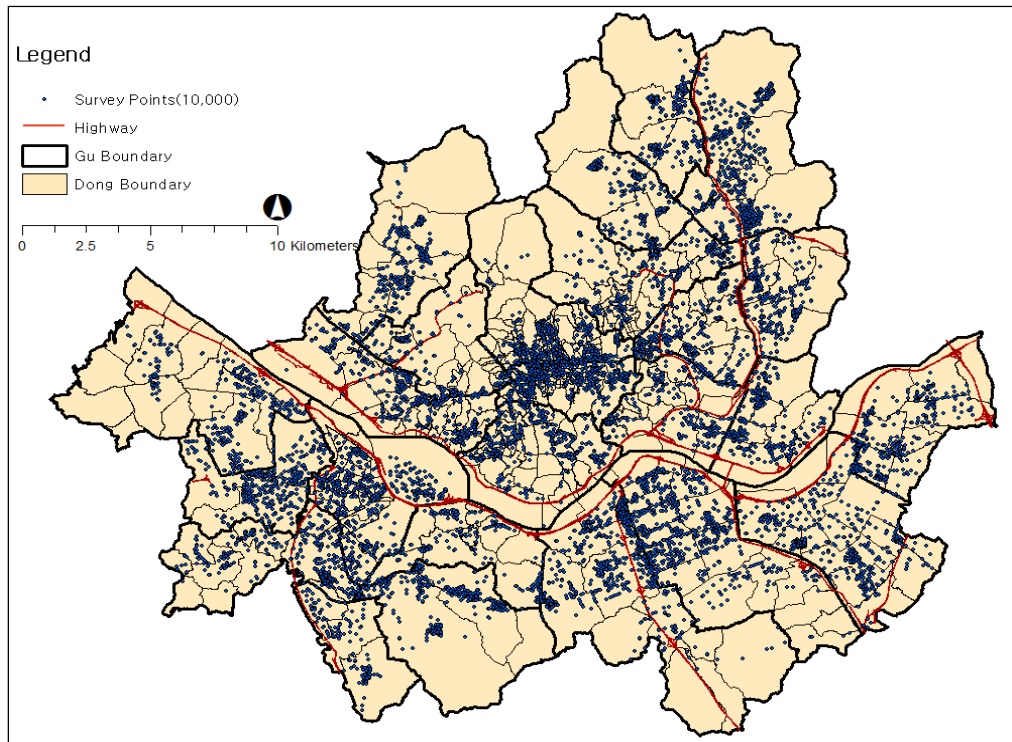 Legend
Survey Points(10,000)
Highway
Gu Boundary
Dong Boundary
0 2.5 5 10 Kilometers